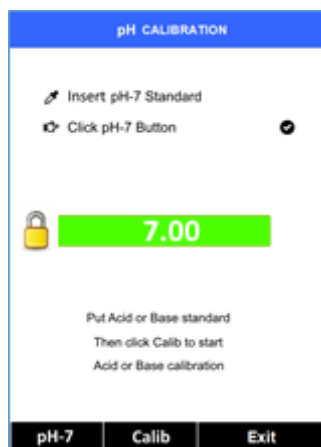 pH CALIBRATION
Insert pH-7 Standard
Click pH-7 Button
7.00
Put Acid or Base standard
Then click Calib to start
Acid or Base calibration
pH-7 Calib Exit